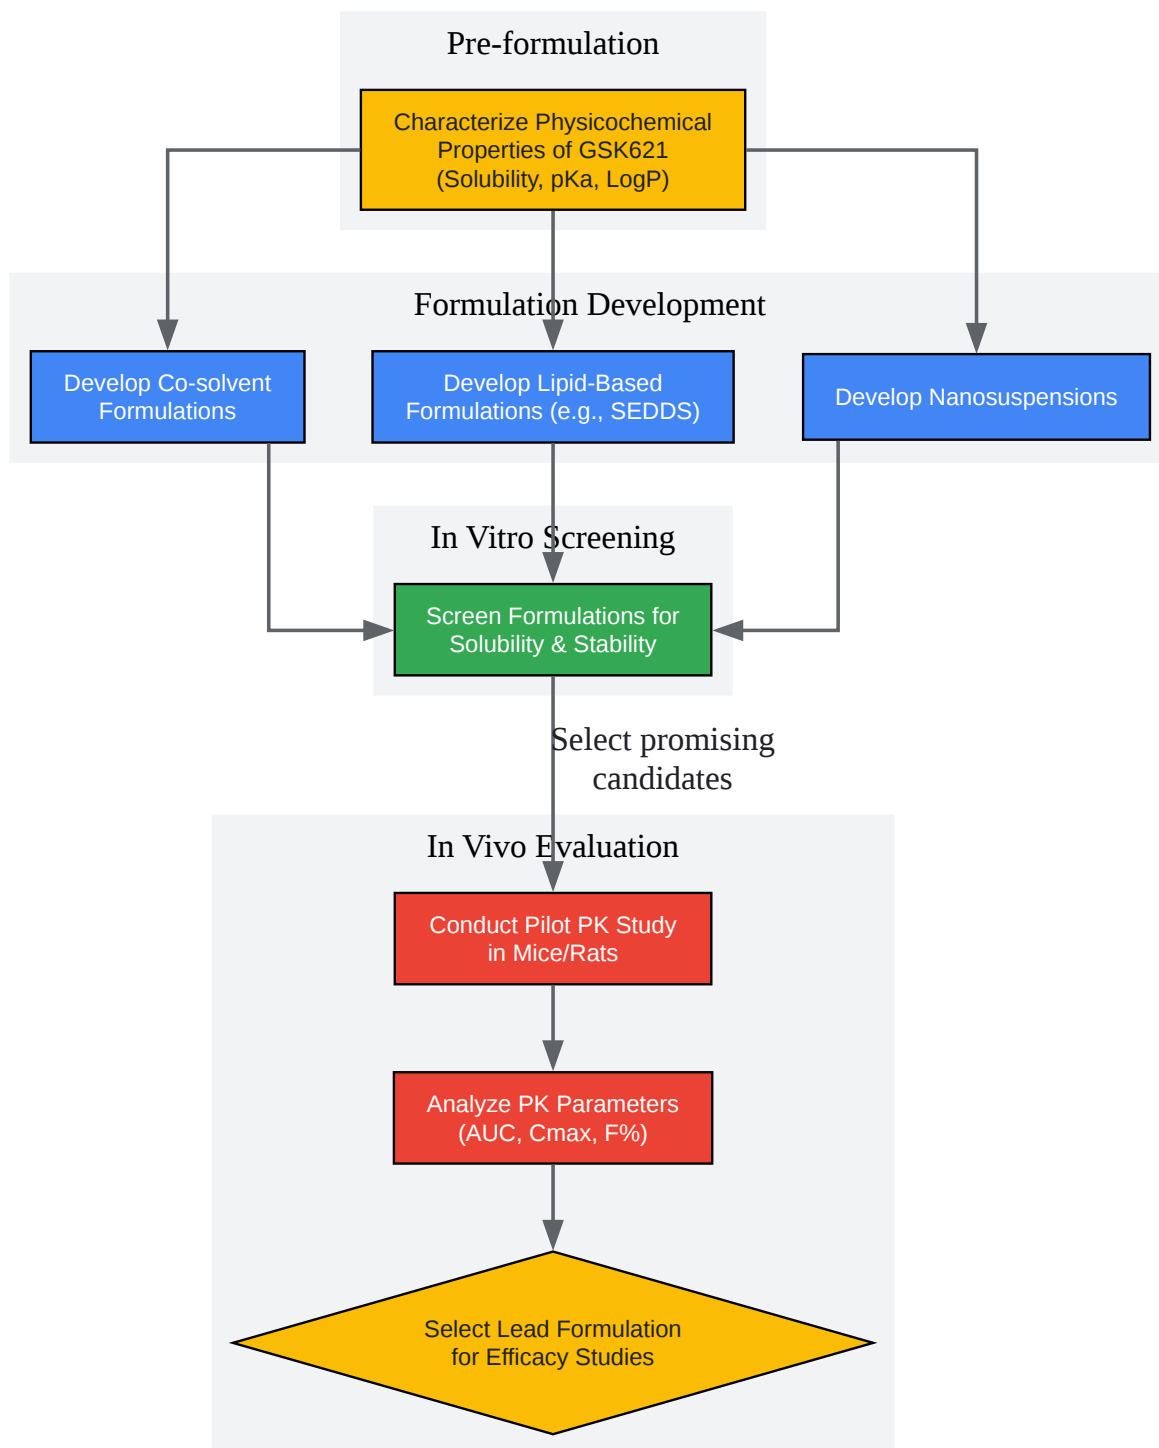 Pre-formulation
Characterize Physicochemical
Properties of GSK621
(Solubility, pKa, LogP)
Formulation Development
Develop Co-solvent
Formulations
Develop Lipid-Based
Formulations (e.g., SEDDS)
Develop Nanosuspensions
In Vitro Screening
Screen Formulations for
Solubility & Stability
Select promising
candidates
In Vivo Evaluation
Conduct Pilot PK Study
in Mice/Rats
Analyze PK Parameters
(AUC, Cmax, F%)
Select Lead Formulation
for Efficacy Studies